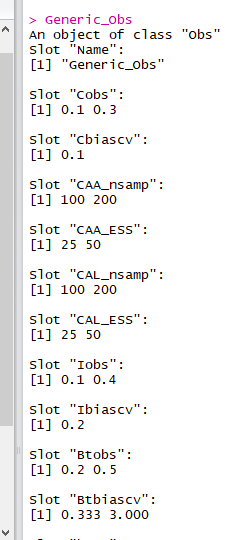 > Generic_Obs
An object of class "Obs"
Slot "Name":
[1] "Generic_Obs"
Slot "Cobs":
[1] 0.1 0.3
Slot "Cbiascv":
[1] 0.1
Slot "CAA_nsamp":
[1] 100 200
Slot "CAA_ESS":
[1] 25 50
Slot "CAL_nsamp":
[1] 100 200
Slot "CAL_ESS":
[1] 25 50
Slot "Iobs":
[1] 0.1 0.4
Slot "Ibiascv":
[1] 0.2
Slot "Btobs":
[1] 0.2 0.5
Slot "Btbiascv":
[1] 0.333 3.000